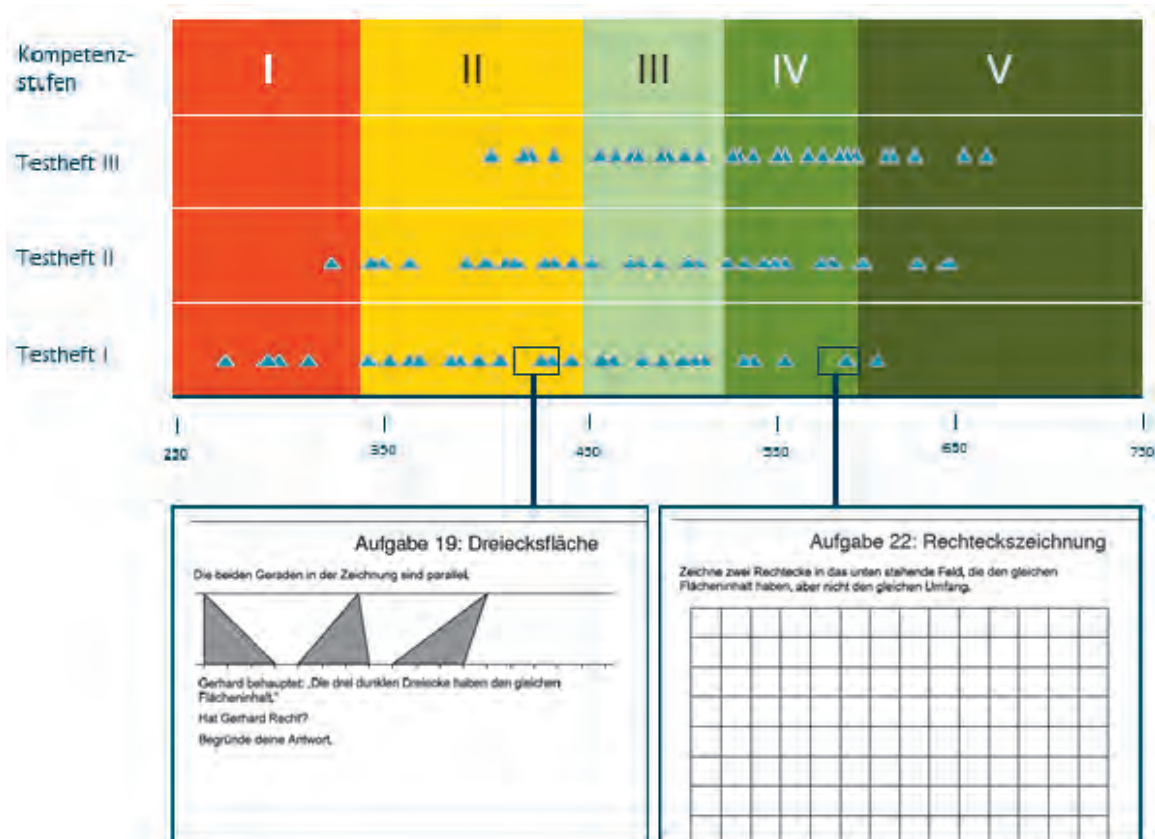 Kompetenz-
stufen
I II III IV V
Testheft III
Testheft II
Testheft I
250 350 450 550 650 750
Aufgabe 19: Dreiecksfläche
Die beiden Geraden in der Zeichnung sind parallel.
Gerhard behauptet: „Die drei dunklen Dreiecke haben den gleichen
Flächeninhalt."
Hat Gerhard Recht?
Begründe deine Antwort.
Aufgabe 22: Rechteckszeichnung
Zeichne zwei Rechtecke in das unten stehende Feld, die den gleichen
Flächeninhalt haben, aber nicht den gleichen Umfang.